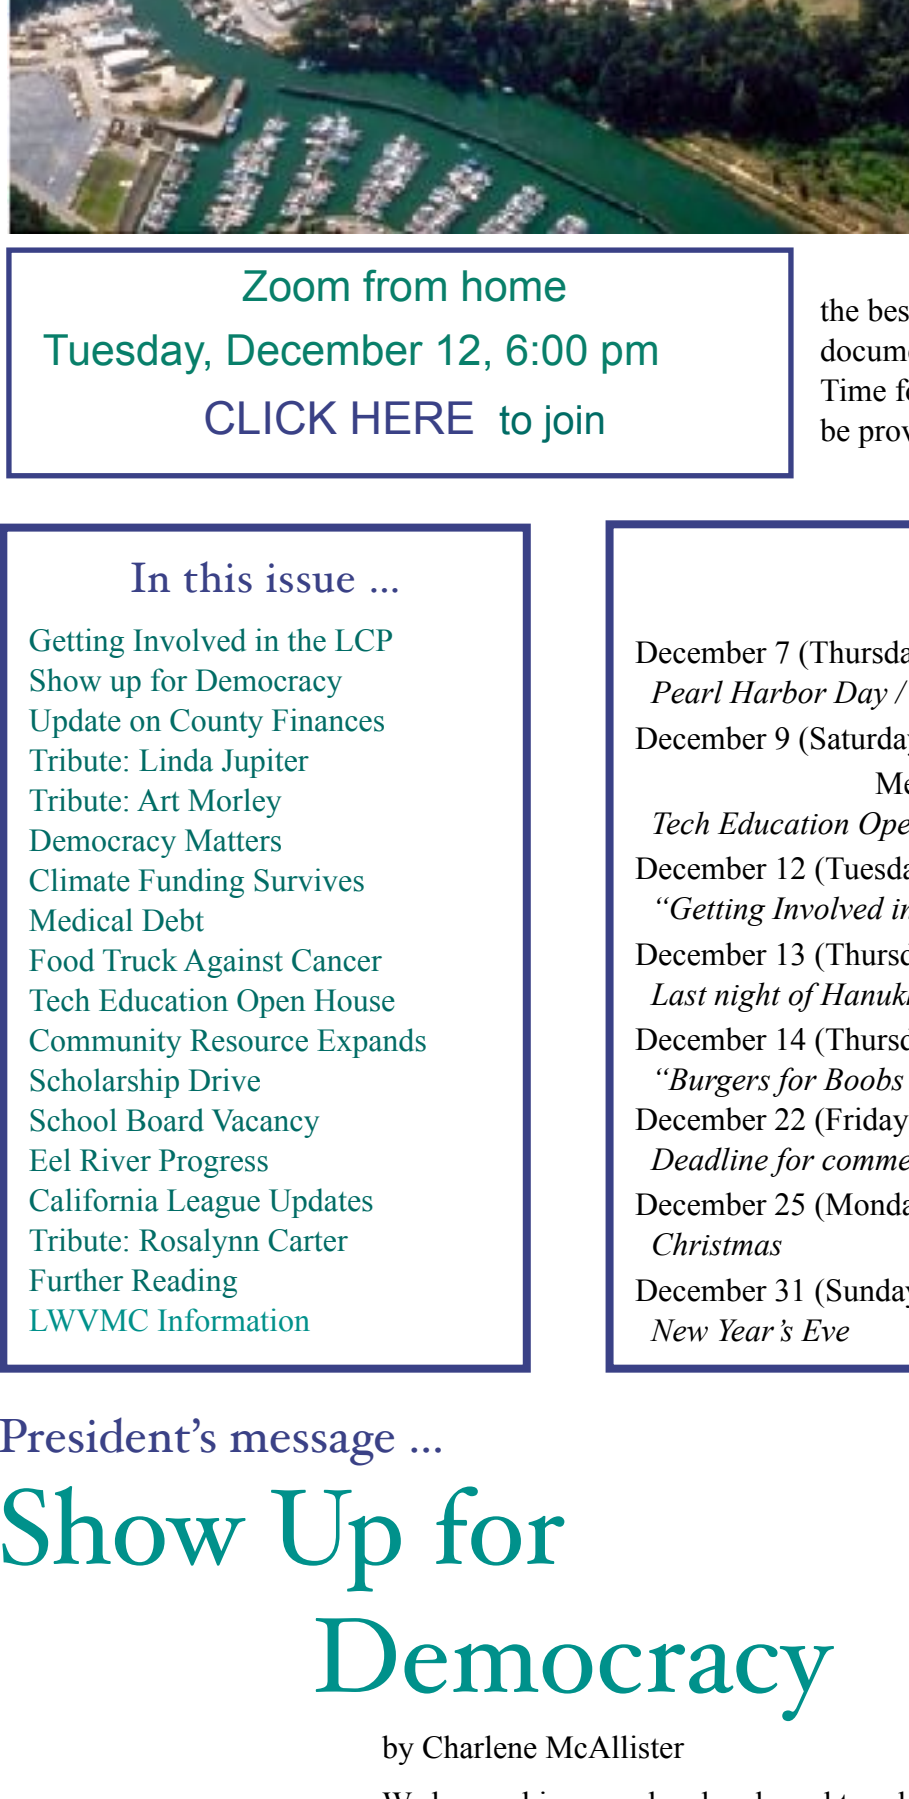 Zoom from home
Tuesday, December 12, 6:00 pm
CLICK HERE to join
the
Time
be
In this issue ...
Getting Involved in the LCP
Show up for Democracy
Update on County Finances
Tribute: Linda Jupiter
Tribute: Art Morley
Democracy Matters
Climate Funding Survives
Medical Debt
Food Truck Against Cancer
Tech Education Open House
Community Resource Expands
Scholarship Drive
School Board Vacancy
Eel River Progress
California League Updates
Tribute: Rosalynn Carter
Further Reading
LWVMC Information
December 7
Pearl Harbor Day /
December 9
Tech Education
December 12
“Getting Involved
December 13
Last night of
December 14
“Burgers for Boobs
December 22 (Friday
Deadline for
December 25
Christmas
December 31
New Year’s Eve
President’s message ...
Show Up for
Democracy
by Charlene McAllister